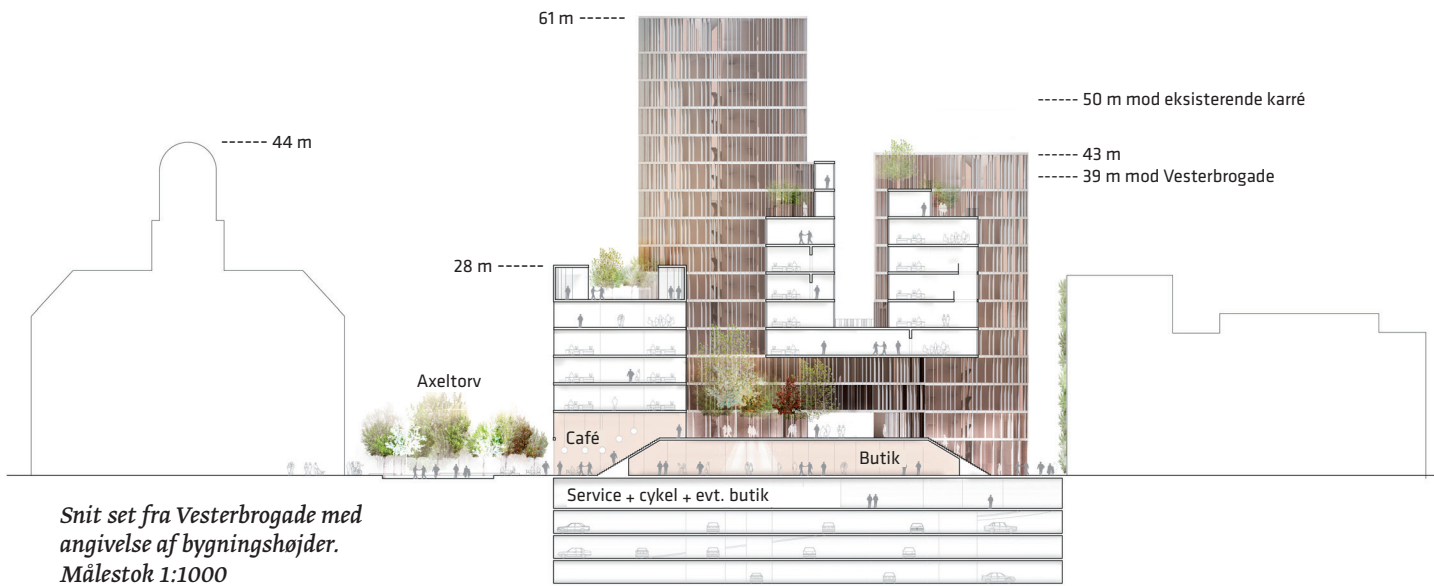 61 m
50 m mod eksisterende karré
44 m
43 m
39 m mod Vesterbrogade
28 m
Axeltorv
Café
Butik
Service + cykel + evt. butik
Snit set fra Vesterbrogade med
angivelse af bygningshøjder.
Målestok 1:1000